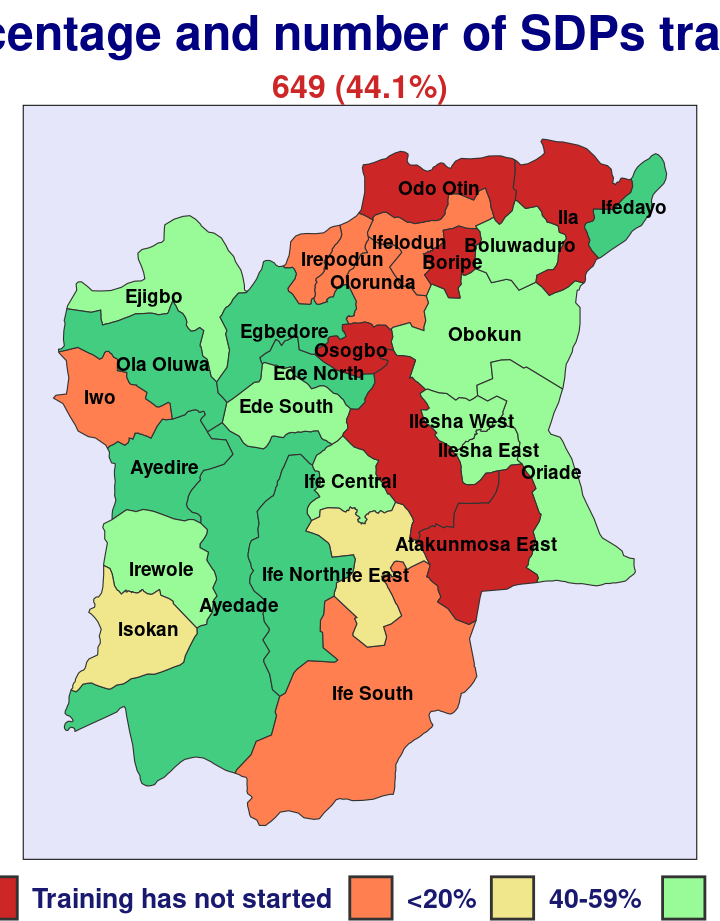 centage and number of SDPs tra
649 (44.1%)
Odo Otin
Ila
Ifedayo
Ifelodun
Boluwaduro
Irepodun
Boripe
Olorunda
Ejigbo
Egbedore
Obokun
Osogbo
Ola Oluwa
Ede North
Iwo
Ede South
Ilesha West
Ilesha East
Ayedire
Oriade
Ife Central
Atakunmosa East
Irewole
Ife North
Ife East
Ayedade
Isokan
Ife South
Training has not started <20% 40-59%